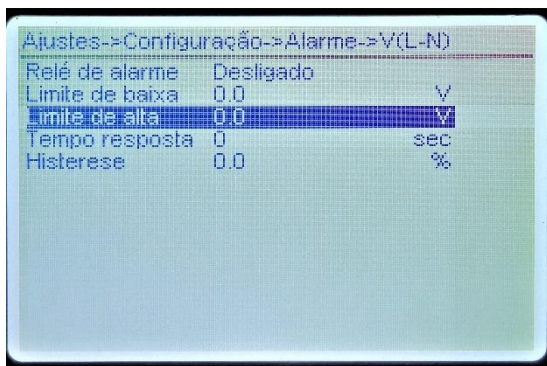 Ajustes->Configuração->Alarme->V(L-N)
Relé de alarme Desligado
Limite de baixa 0.0 V
Limite de alta 0.0 V
Tempo resposta 0 sec
Histerese 0.0 %